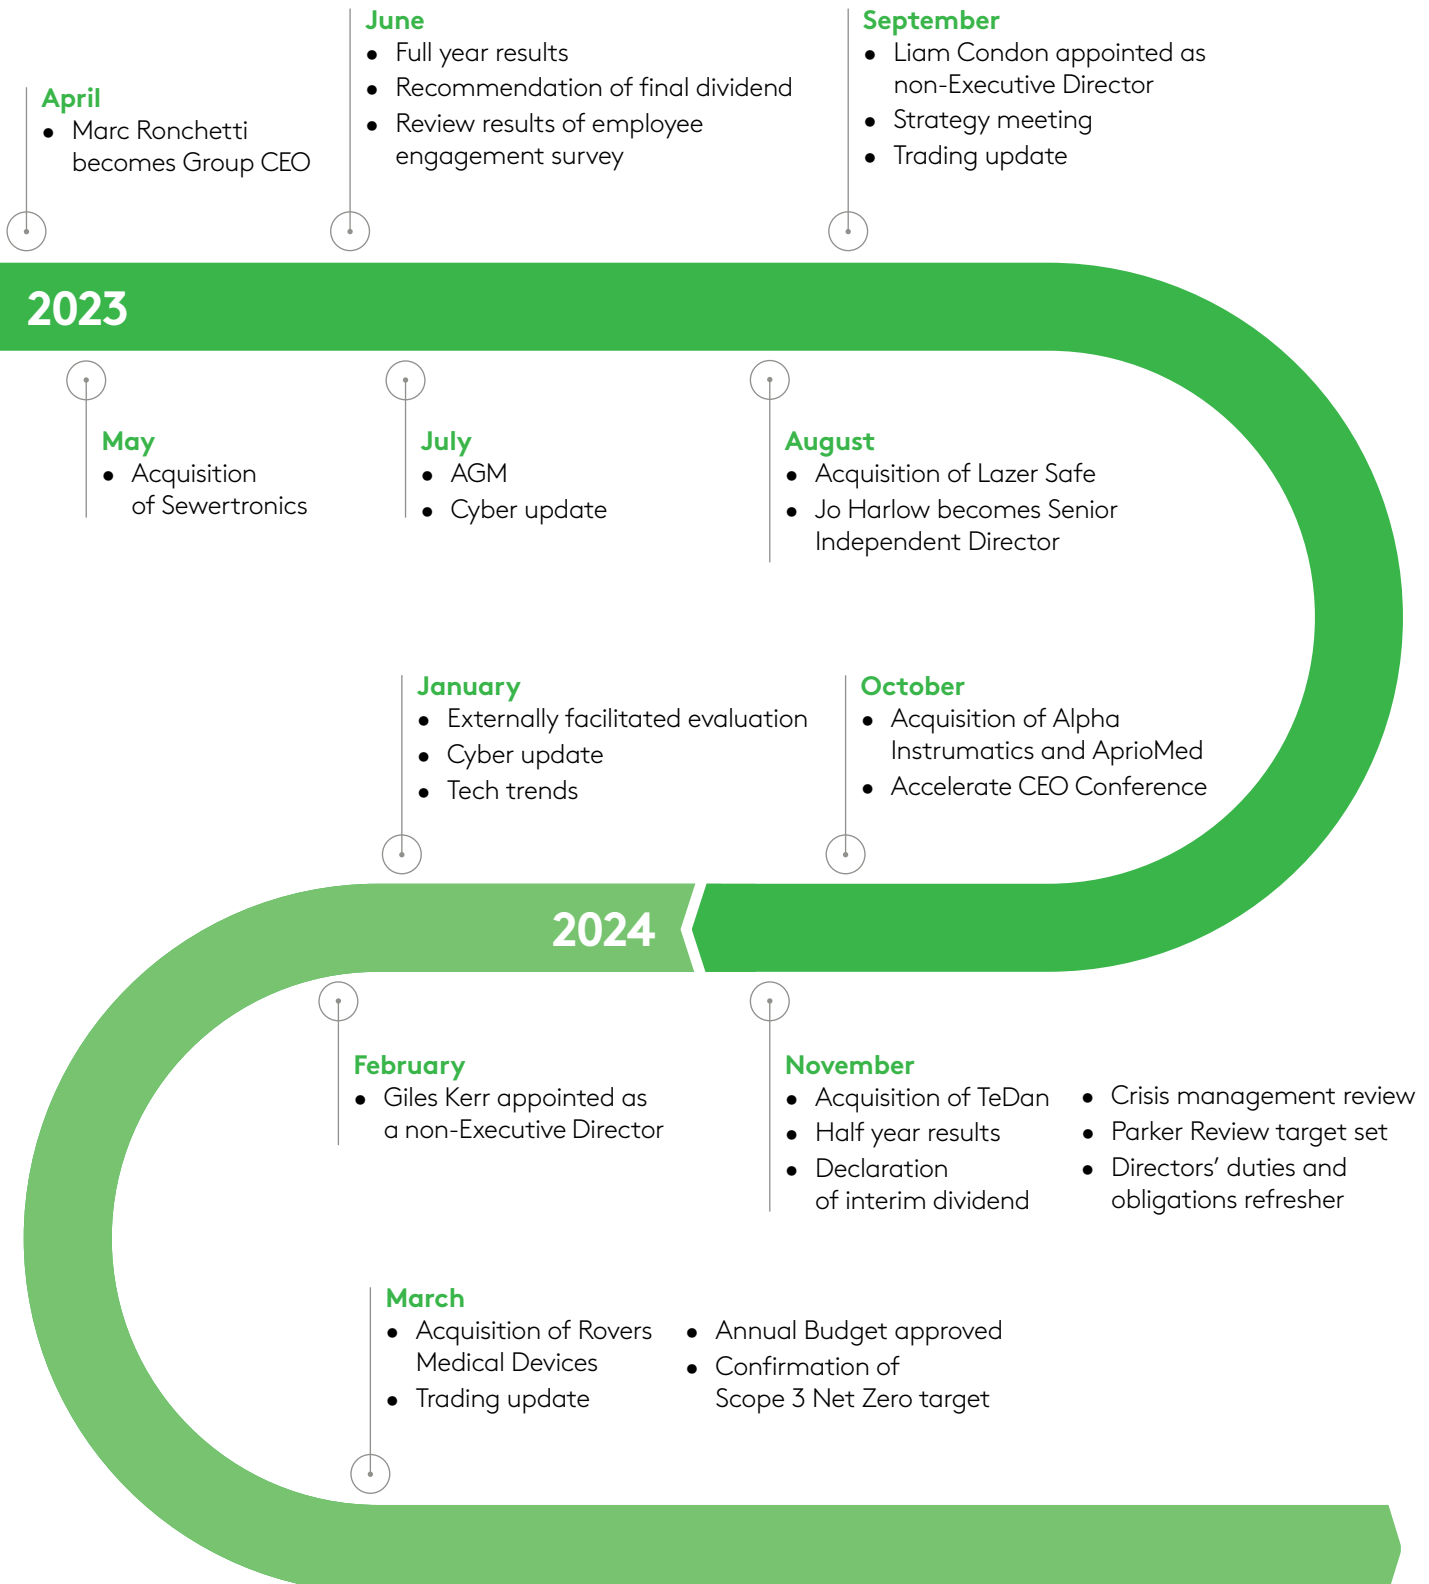 April
• Marc Ronchetti
becomes Group CEO
June
• Full year results
• Recommendation of final dividend
• Review results of employee
engagement survey
September
• Liam Condon appointed as
non-Executive Director
• Strategy meeting
• Trading update
2023
May
• Acquisition
of Sewertronics
July
• AGM
• Cyber update
August
• Acquisition of Lazer Safe
• Jo Harlow becomes Senior
Independent Director
January
• Externally facilitated evaluation
• Cyber update
• Tech trends
October
• Acquisition of Alpha
Instrumatics and AprioMed
• Accelerate CEO Conference
2024
February
• Giles Kerr appointed as
a non-Executive Director
November
• Acquisition of TeDan
• Half year results
• Declaration
of interim dividend
• Crisis management review
• Parker Review target set
• Directors’ duties and
obligations refresher
March
• Acquisition of Rovers
Medical Devices
• Trading update
• Annual Budget approved
• Confirmation of
Scope 3 Net Zero target